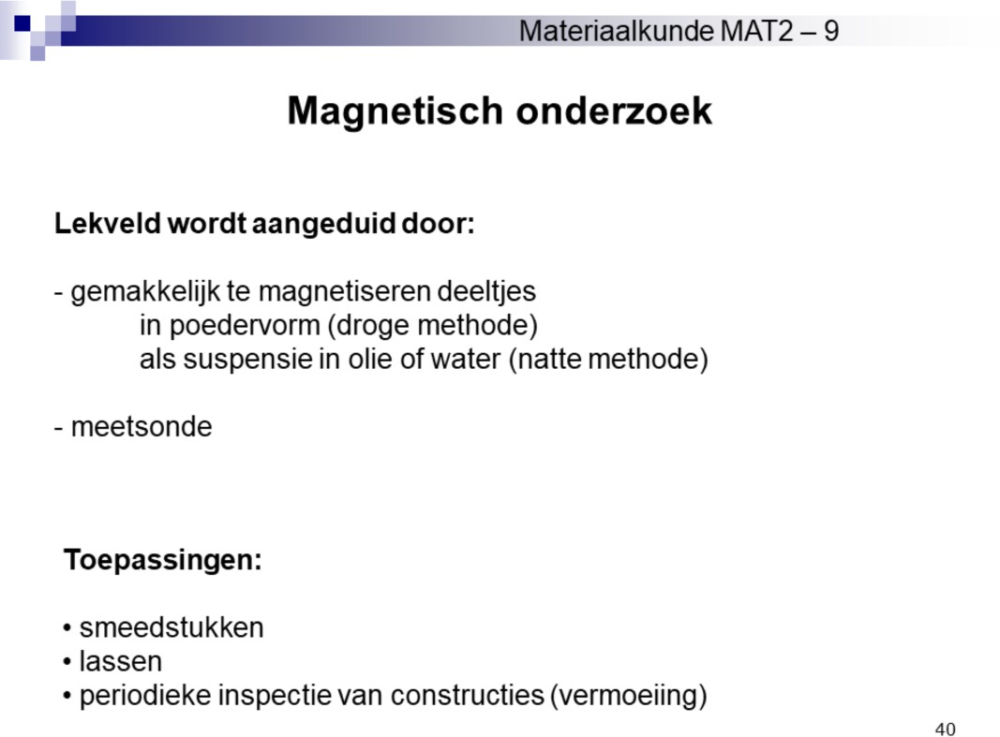 Materiaalkunde MAT2 – 9
Magnetisch onderzoek
Lekveld wordt aangeduid door:
- gemakkelijk te magnetiseren deeltjes
in poedervorm (droge methode)
als suspensie in olie of water (natte methode)
- meetsonde
Toepassingen:
• smeedstukken
• lassen
• periodieke inspectie van constructies (vermoeiing)
40